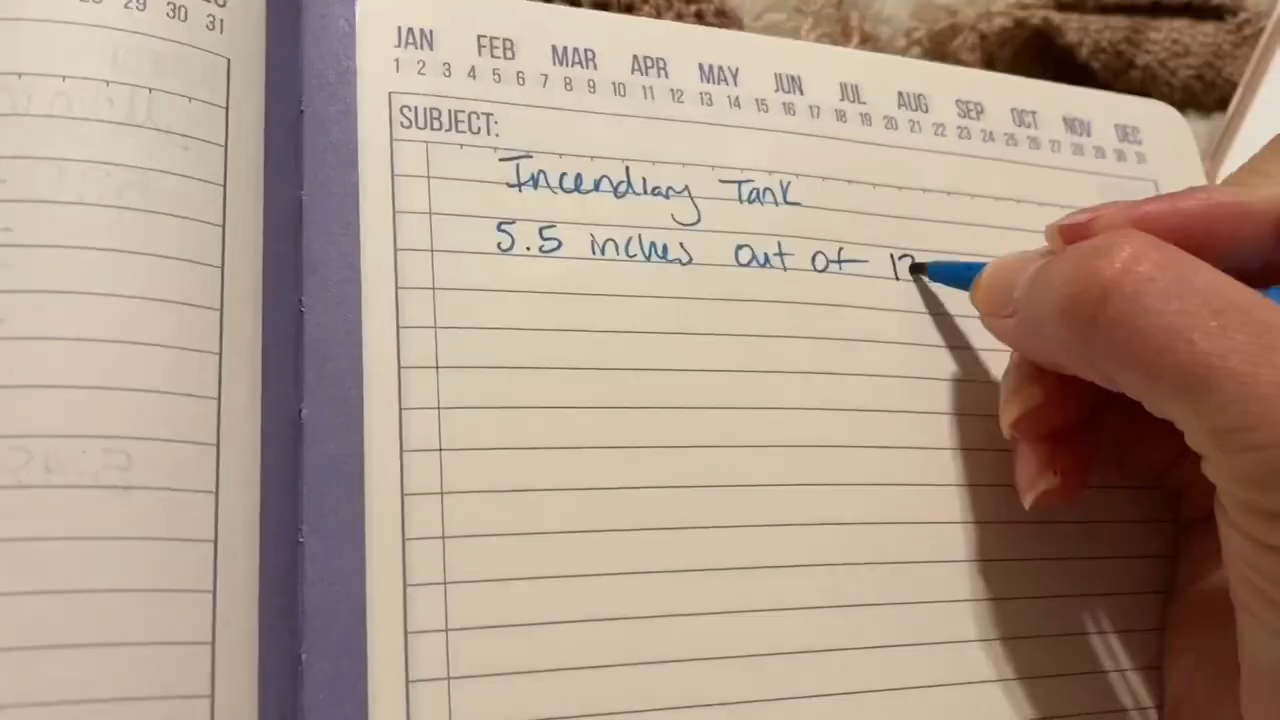 29 30 31
JAN FEB MAR APR MAY JUN JUL AUG SEP OCT NOV DEC
1 2 3 4 5 6 7 8 9 10 11 12 13 14 15 16 17 18 19 20 21 22 23 24 25 26 27 28 29 30 31
SUBJECT:
Incendiary Tank
5.5 inches out of